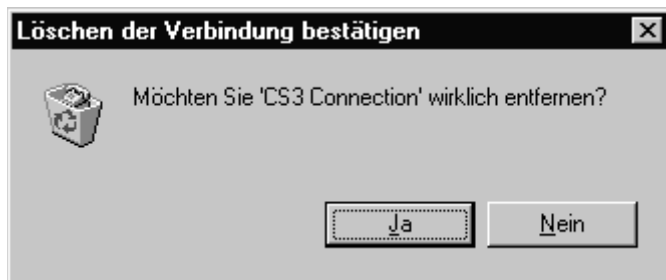 Löschen der Verbindung bestätigen
Möchten Sie 'CS3 Connection' wirklich entfernen?
Ja Nein